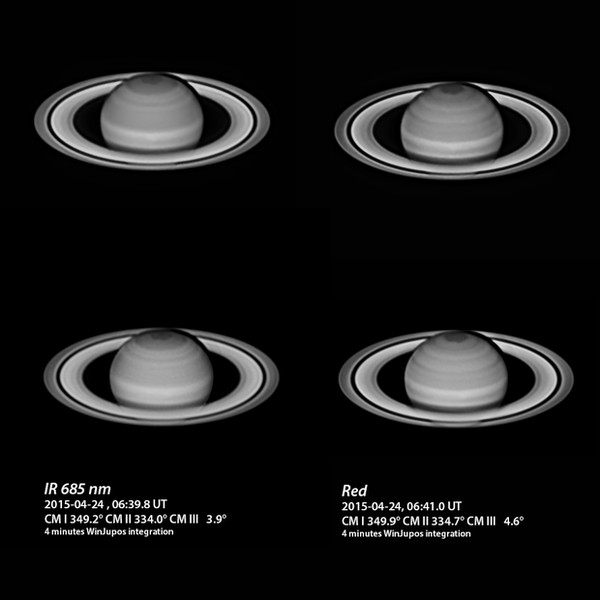 IR 685 nm
2015-04-24 , 06:39.8 UT
CM I 349.2° CM II 334.0° CM III 3.9°
4 minutes WinJupos integration
Red
2015-04-24, 06:41.0 UT
CM I 349.9° CM II 334.7° CM III 4.6°
4 minutes WinJupos integration